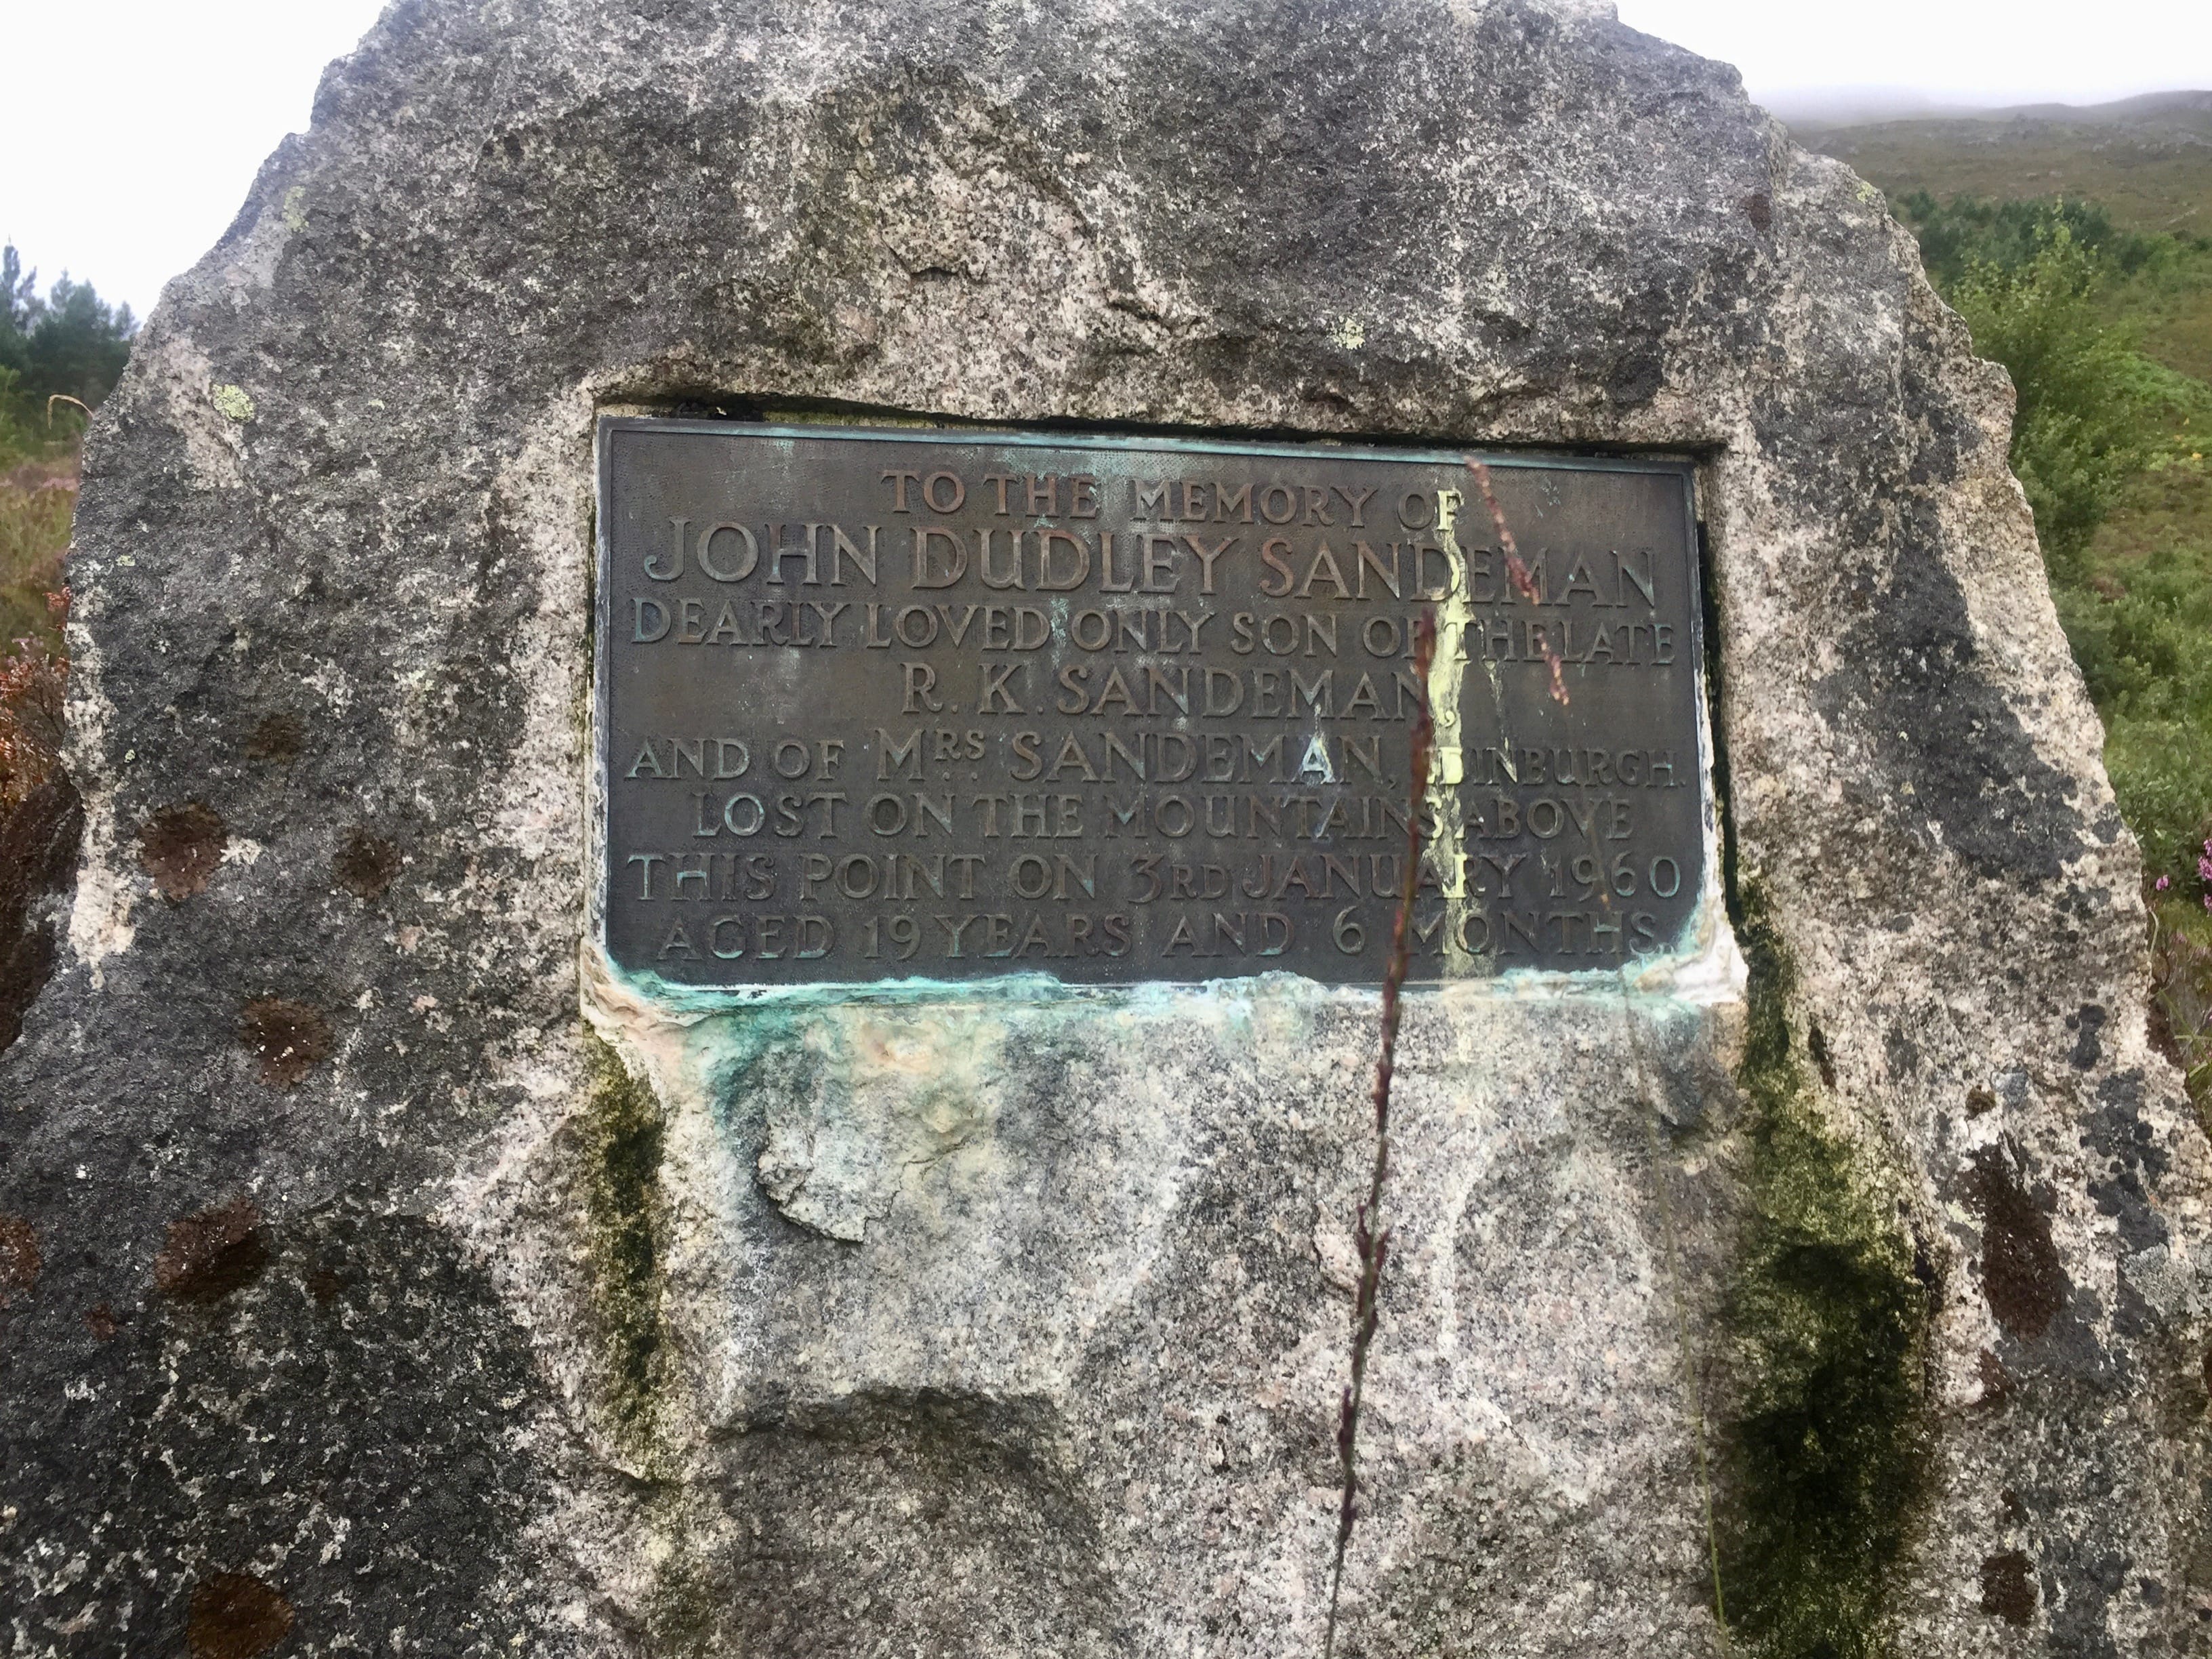 TO THE MEMORY OF
JOHN DUDLEY SANDEMAN
DEARLY LOVED ONLY SON OF THE LATE
R. K. SANDEMAN,
AND OF MRS SANDEMAN, EDINBURGH.
LOST ON THE MOUNTAINS ABOVE
THIS POINT ON 3RD JANUARY 1960
AGED 19 YEARS AND 6 MONTHS.